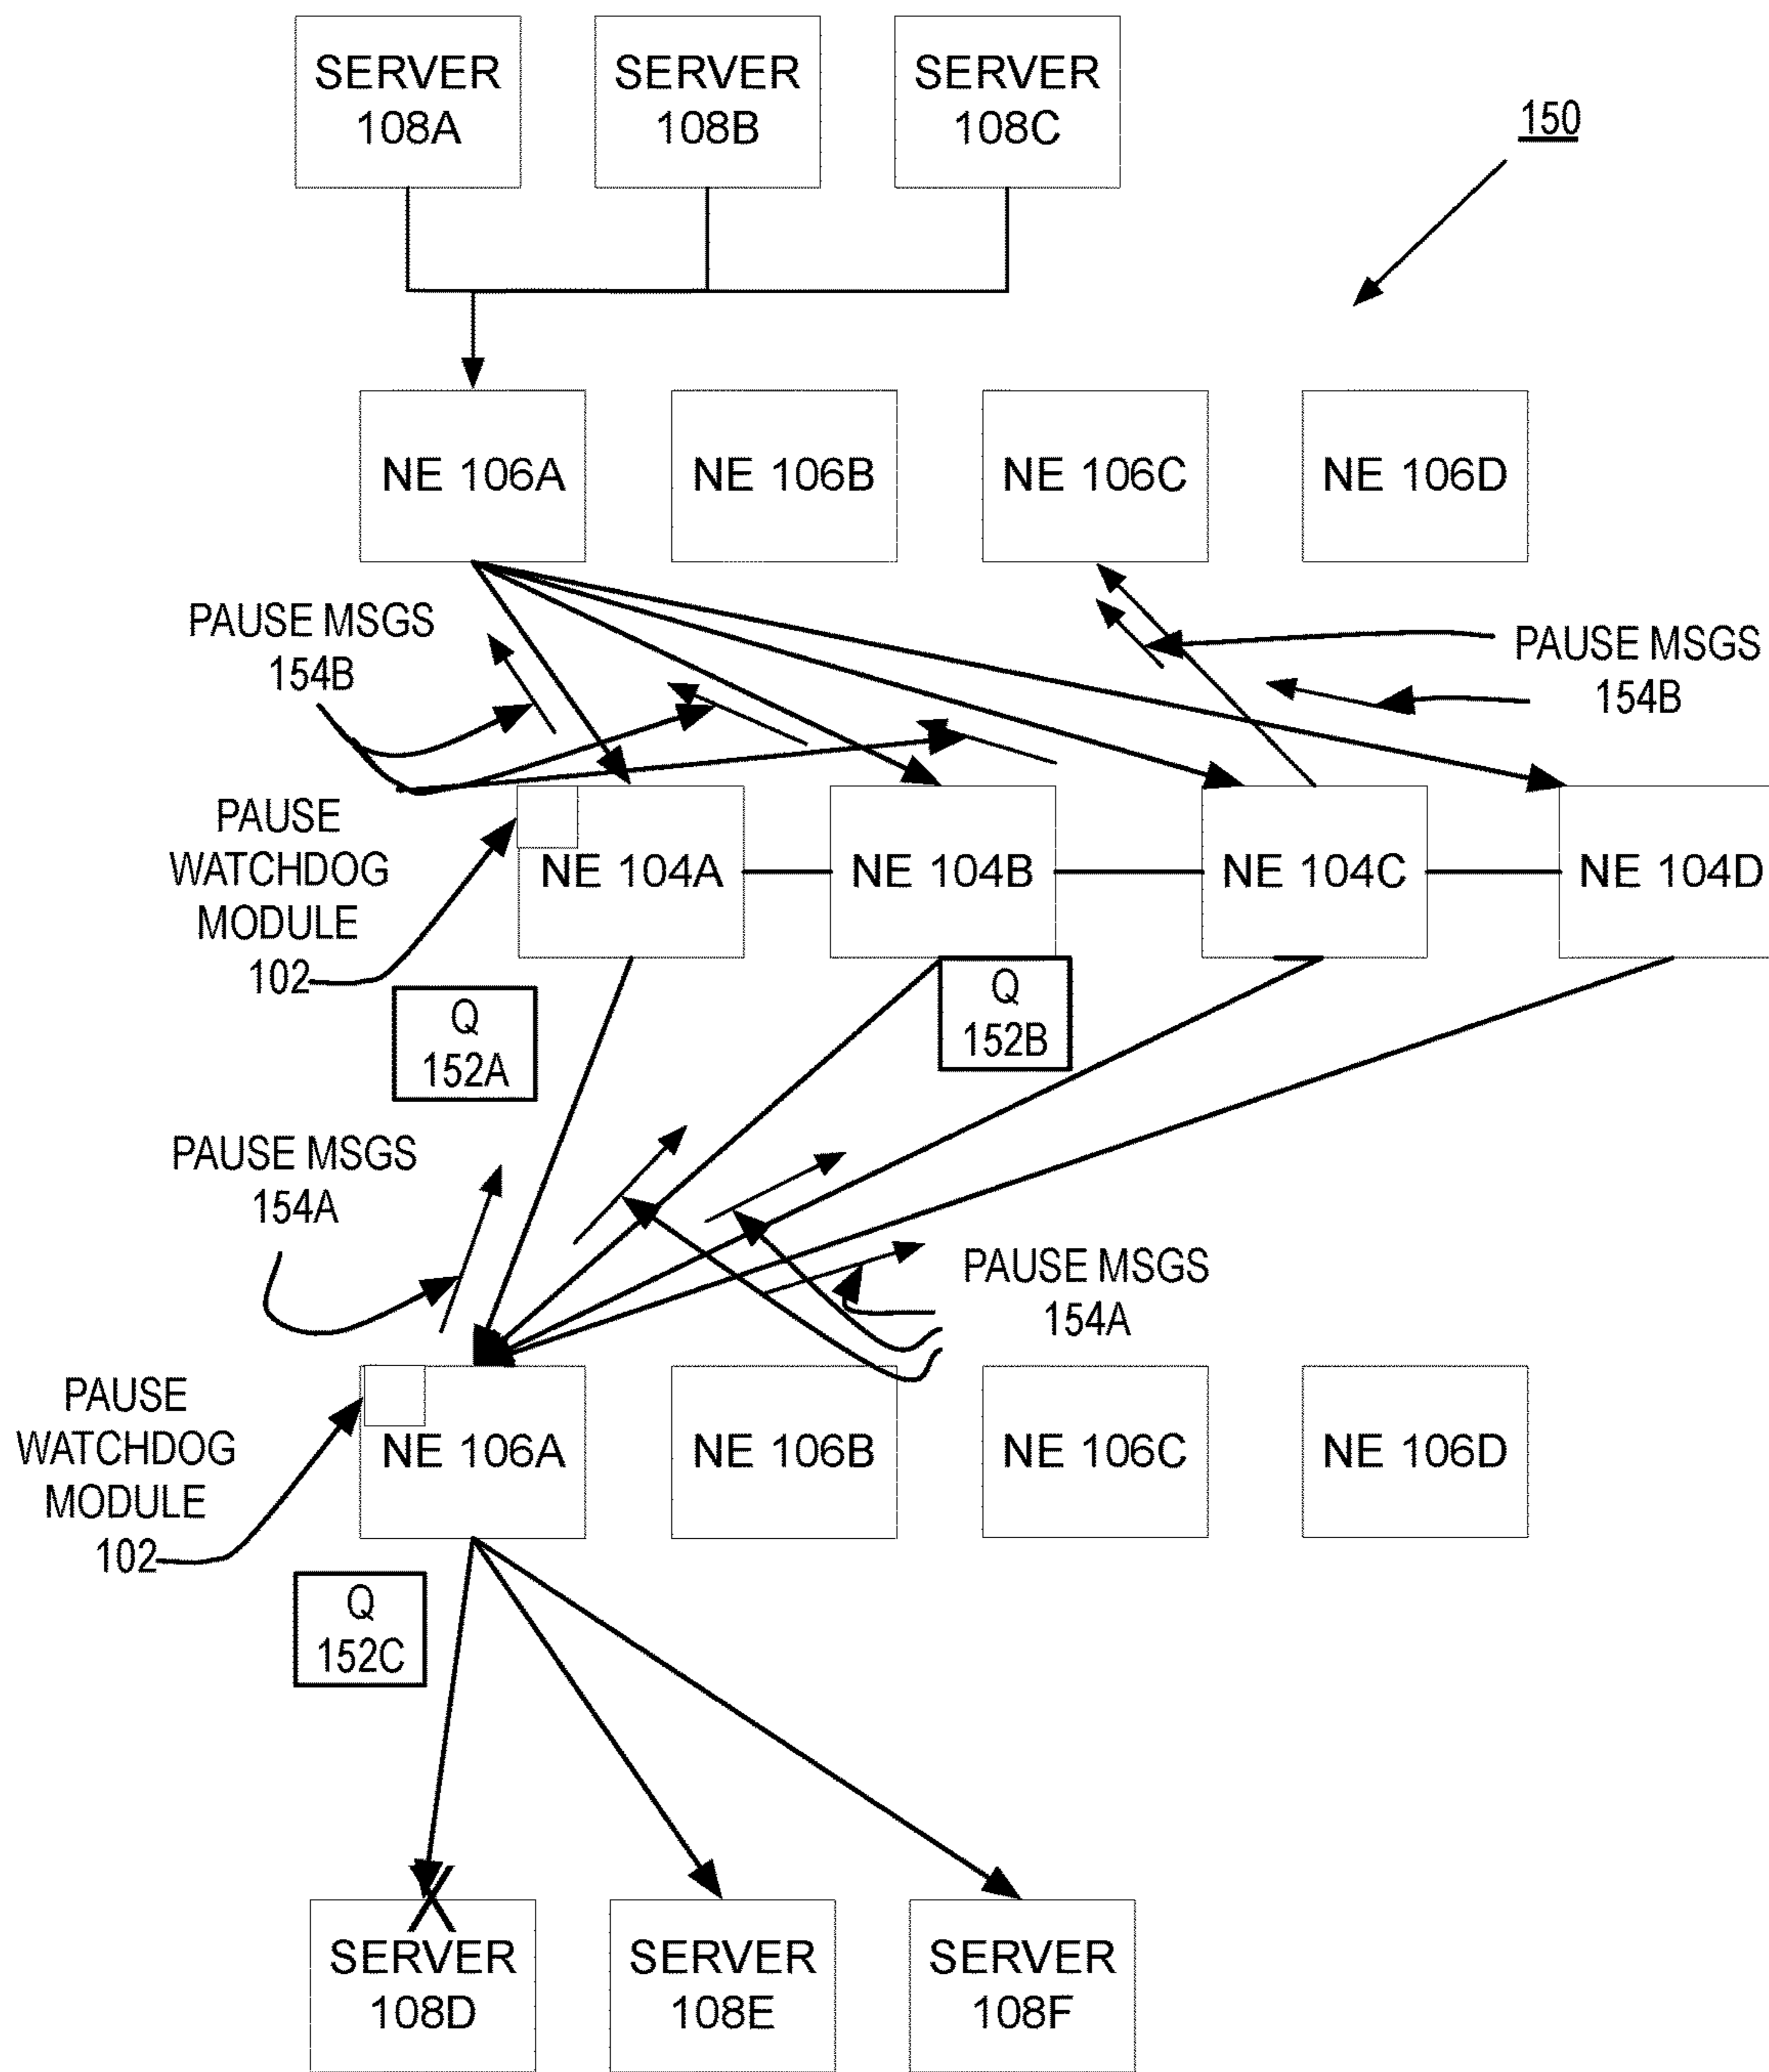 SERVER
108A
SERVER
108B
SERVER
108C
150
NE 106A
NE 106B
NE 106C
NE 106D
PAUSE MSGS
154B
PAUSE MSGS
154B
PAUSE
WATCHDOG
MODULE
102
NE 104A
NE 104B
NE 104C
NE 104D
Q
152A
Q
152B
PAUSE MSGS
154A
PAUSE MSGS
154A
PAUSE
WATCHDOG
MODULE
102
NE 106A
NE 106B
NE 106C
NE 106D
Q
152C
X
SERVER
108D
SERVER
108E
SERVER
108F